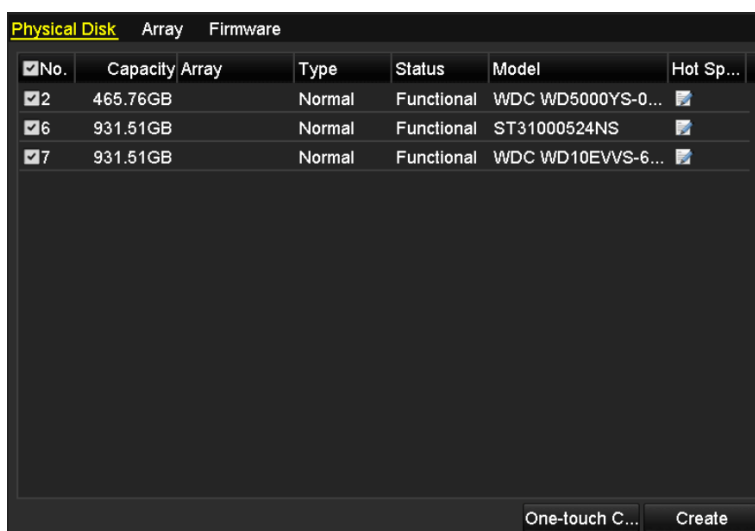 Physical Disk Array Firmware
No. Capacity Array Type Status Model Hot Sp...
2 465.76GB Normal Functional WDC WD5000YS-0...
6 931.51GB Normal Functional ST31000524NS
7 931.51GB Normal Functional WDC WD10EVVS-6...
One-touch C... Create